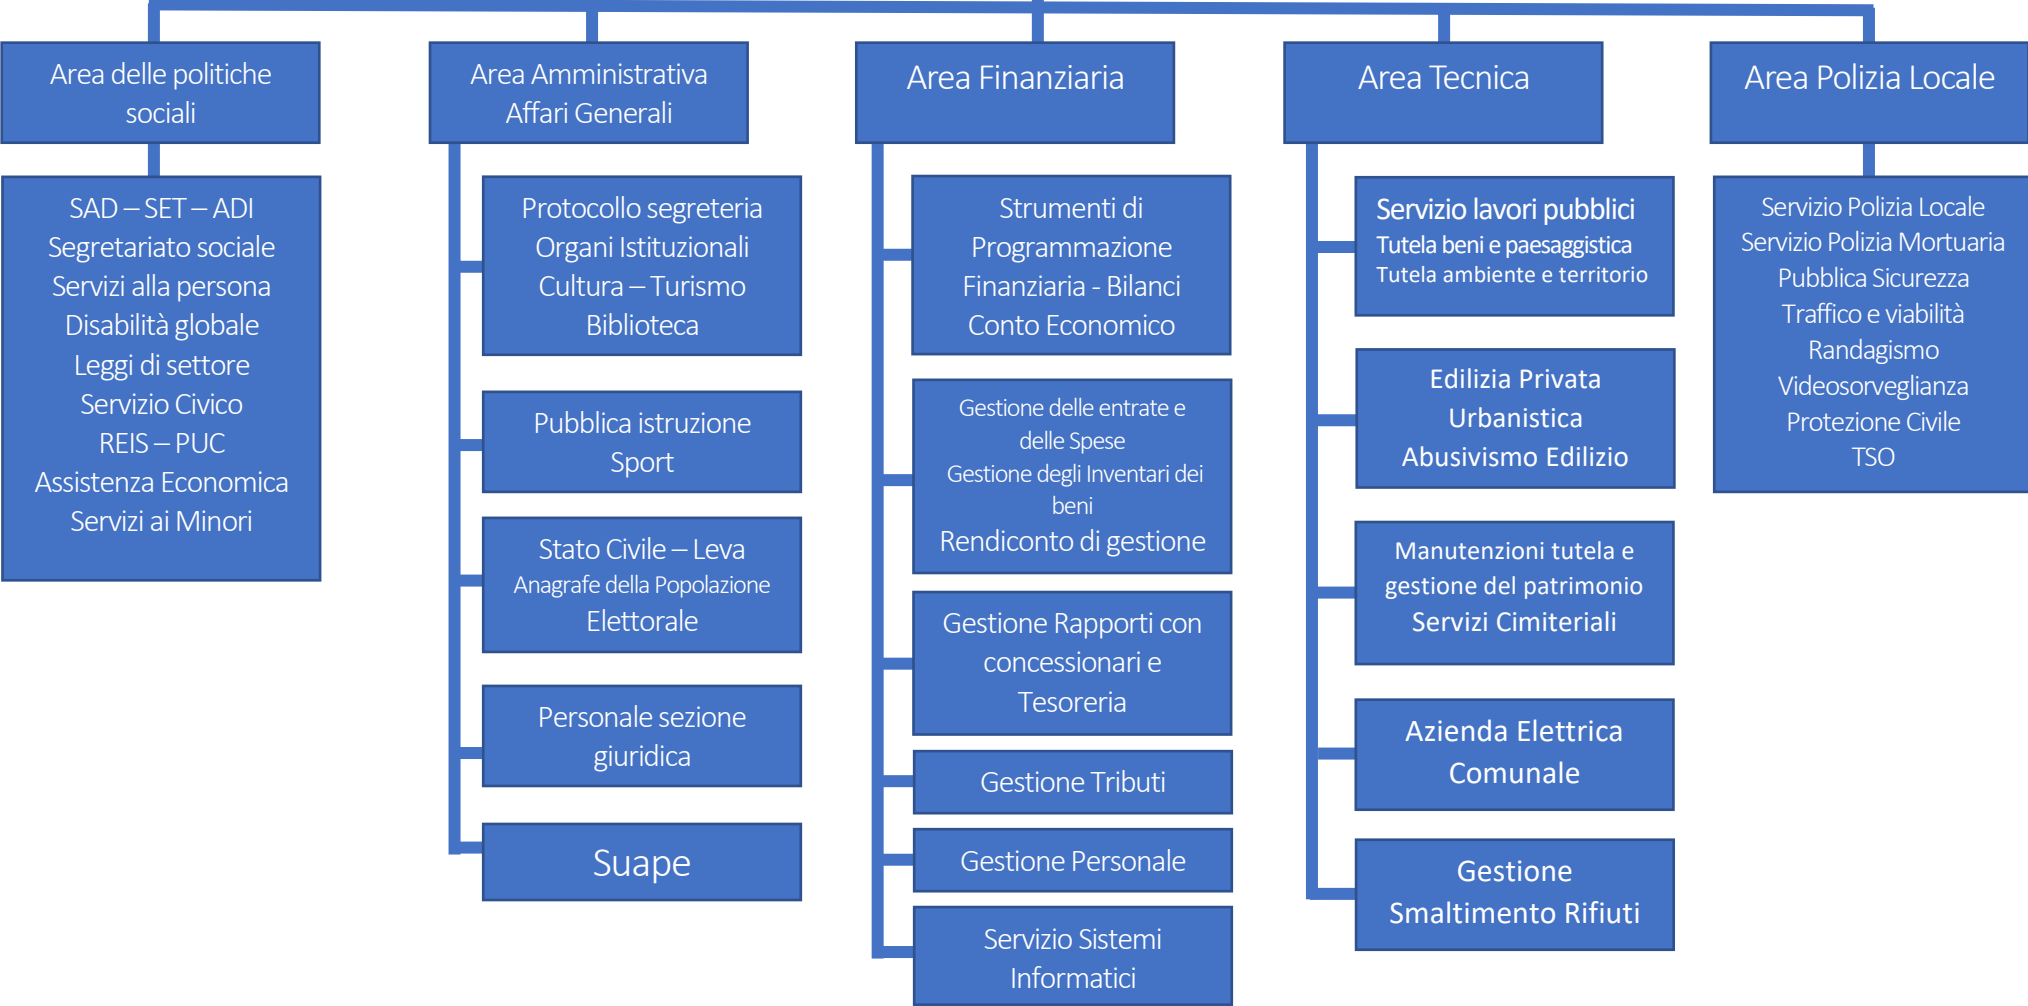 Area delle politiche
sociali
SAD – SET – ADI
Segretariato sociale
Servizi alla persona
Disabilità globale
Leggi di settore
Servizio Civico
REIS – PUC
Assistenza Economica
Servizi ai Minori
Area Amministrativa
Affari Generali
Protocollo segreteria
Organi Istituzionali
Cultura – Turismo
Biblioteca
Pubblica istruzione
Sport
Stato Civile – Leva
Anagrafe della Popolazione
Elettorale
Personale sezione
giuridica
Suape
Area Finanziaria
Strumenti di
Programmazione
Finanziaria - Bilanci
Conto Economico
Gestione delle entrate e
delle Spese
Gestione degli Inventari dei
beni
Rendiconto di gestione
Gestione Rapporti con
concessionari e
Tesoreria
Gestione Tributi
Gestione Personale
Servizio Sistemi
Informatici
Area Tecnica
Servizio lavori pubblici
Tutela beni e paesaggistica
Tutela ambiente e territorio
Edilizia Privata
Urbanistica
Abusivismo Edilizio
Manutenzioni tutela e
gestione del patrimonio
Servizi Cimiteriali
Azienda Elettrica
Comunale
Gestione
Smaltimento Rifiuti
Area Polizia Locale
Servizio Polizia Locale
Servizio Polizia Mortuaria
Pubblica Sicurezza
Traffico e viabilità
Randagismo
Videosorveglianza
Protezione Civile
TSO